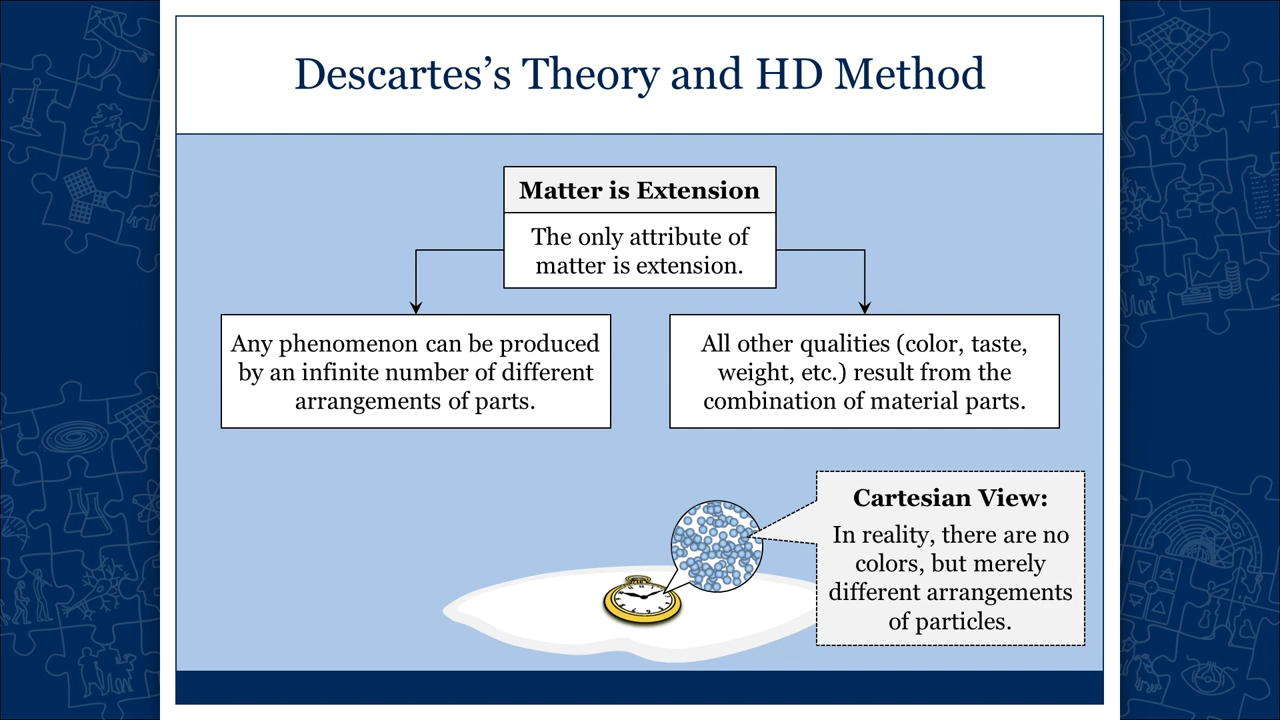 Descartes’s Theory and HD Method
Matter is Extension
The only attribute of
matter is extension.
Any phenomenon can be produced
by an infinite number of different
arrangements of parts.
All other qualities (color, taste,
weight, etc.) result from the
combination of material parts.
Cartesian View:
In reality, there are no
colors, but merely
different arrangements
of particles.